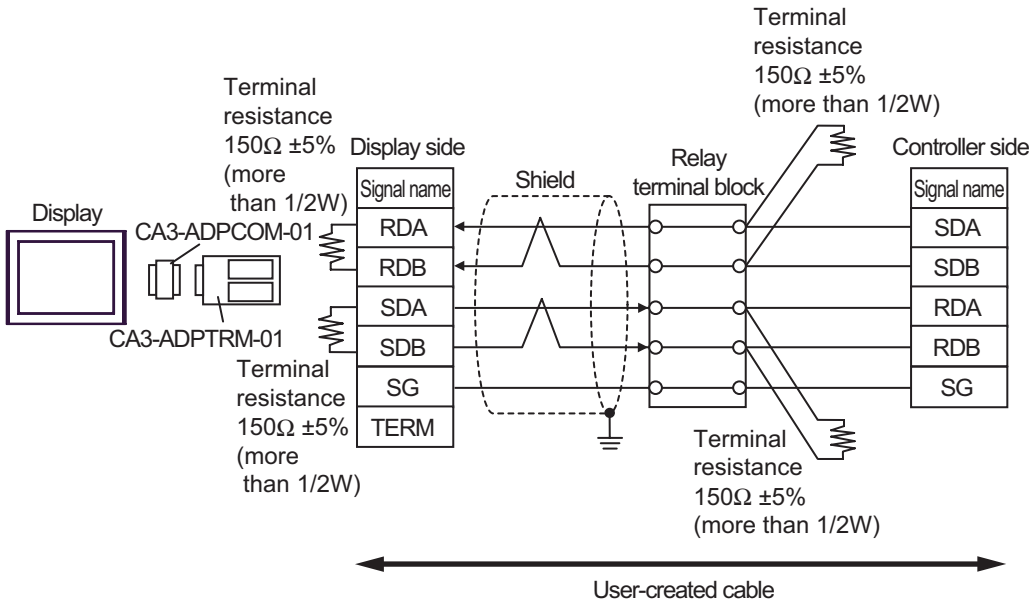 Terminal
resistance
150Ω ±5%
(more than 1/2W)
Terminal
resistance
150Ω ±5%
(more
than 1/2W)
Display side
Relay
terminal block
Controller side
Signal name
Shield
Signal name
Display
CA3-ADPCOM-01
RDA
SDA
RDB
SDB
SDA
RDA
CA3-ADPTRM-01
SDB
RDB
Terminal
resistance
150Ω ±5%
(more
than 1/2W)
SG
SG
TERM
Terminal
resistance
150Ω ±5%
(more than 1/2W)
User-created cable